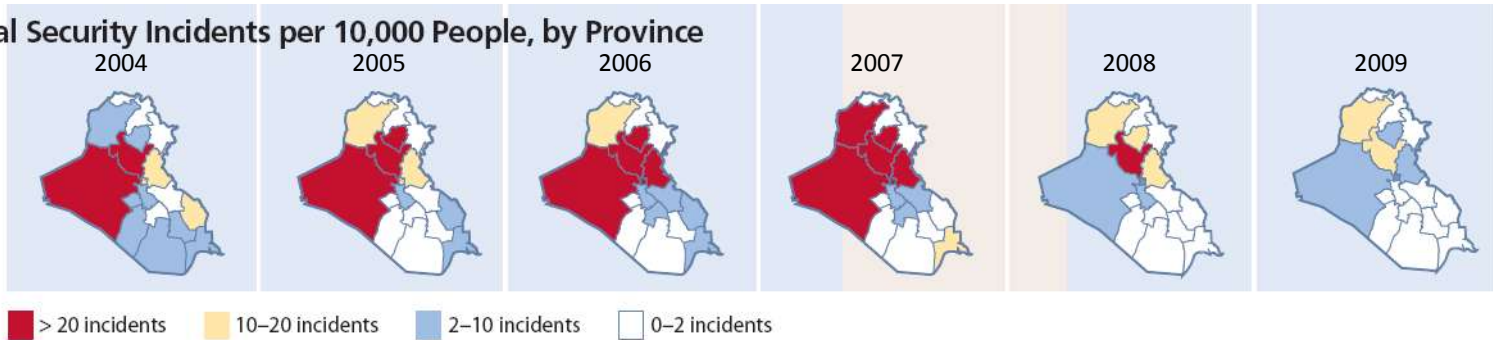 al Security Incidents per 10,000 People, by Province
2004 2005 2006 2007 2008 2009
> 20 incidents 10–20 incidents 2–10 incidents 0–2 incidents